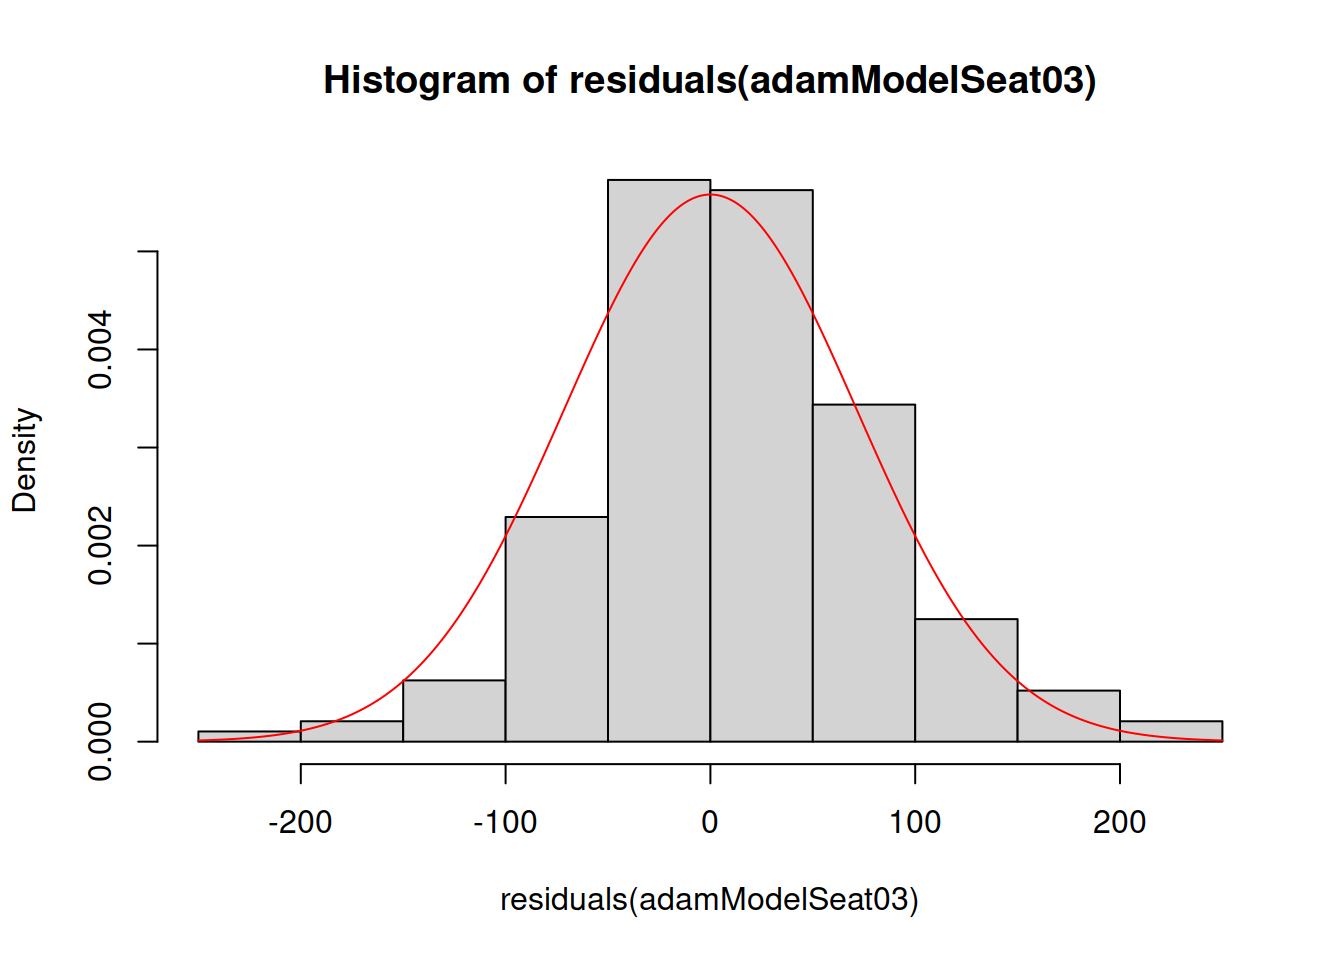 Histogram of residuals(adamModelSeat03)
Density
0.004
0.002
0.000
-200 -100 0 100 200
residuals(adamModelSeat03)